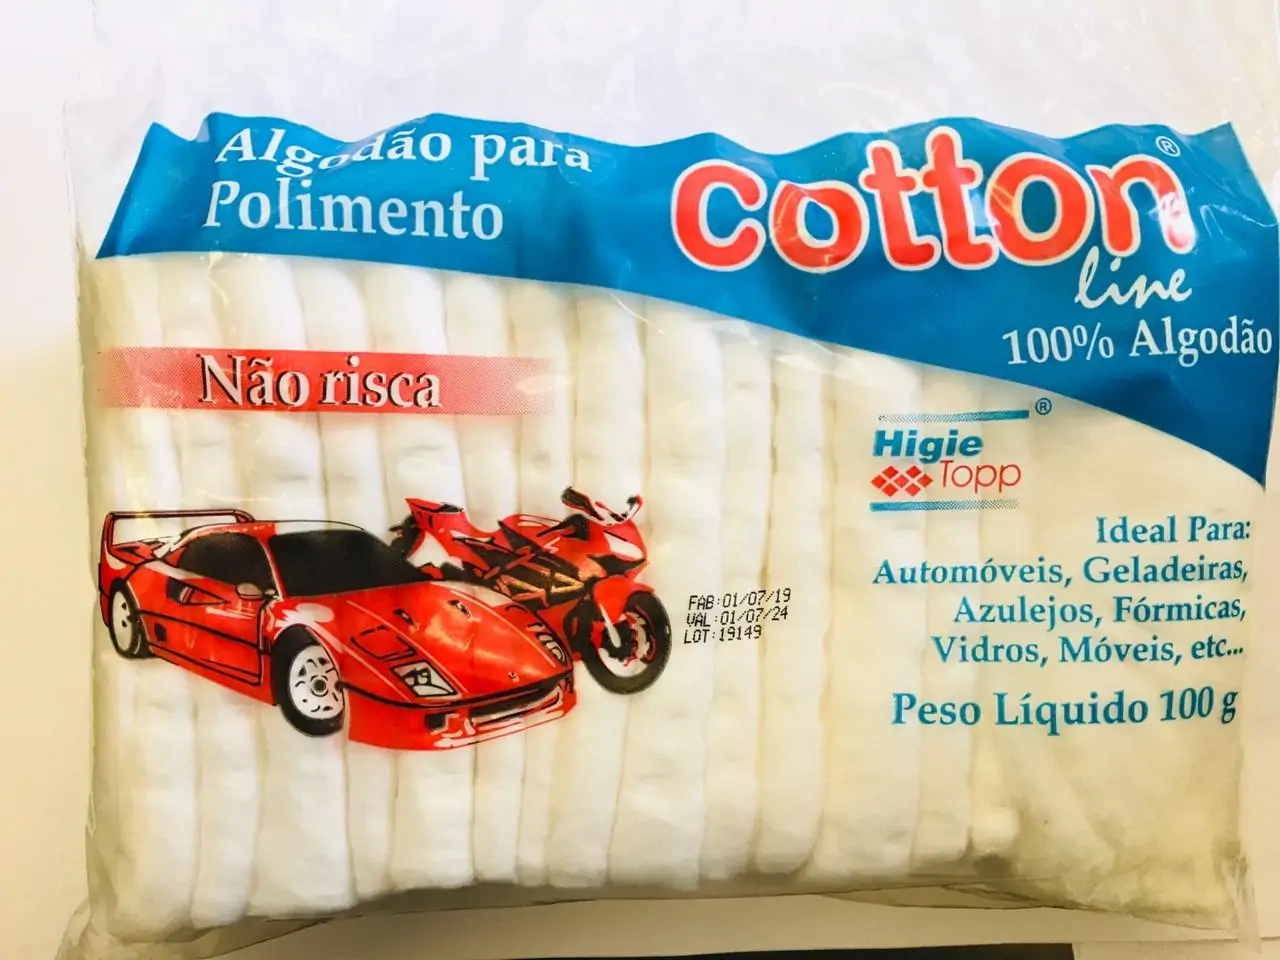 Algodão para
Polimento
cotton®
line
100% Algodão
Não risca
Higie®
Topp
FAB:01/07/19
VAL:01/07/24
LOT:19149
Ideal Para:
Automóveis, Geladeiras,
Azulejos, Fórmicas,
Vidros, Móveis, etc...
Peso Líquido 100 g